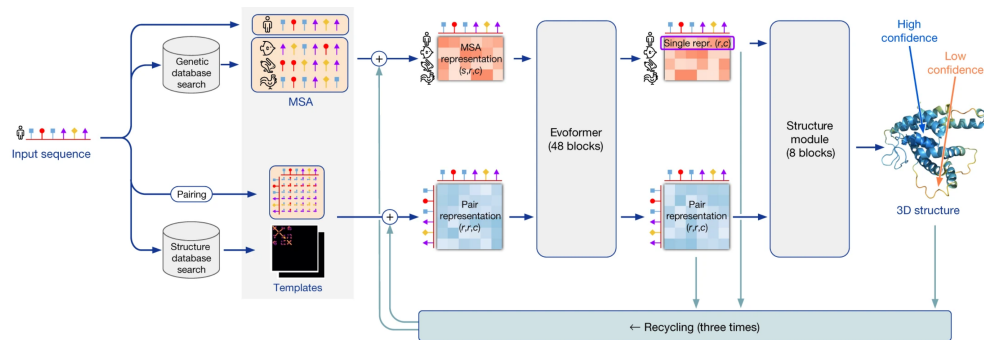 Input sequence
Genetic
database
search
MSA
Pairing
Structure
database
search
Templates
+
+
MSA
representation
(s,r,c)
Pair
representation
(r,r,c)
Evoformer
(48 blocks)
Single repr. (r,c)
Pair
representation
(r,r,c)
Structure
module
(8 blocks)
High
confidence
Low
confidence
3D structure
← Recycling (three times)